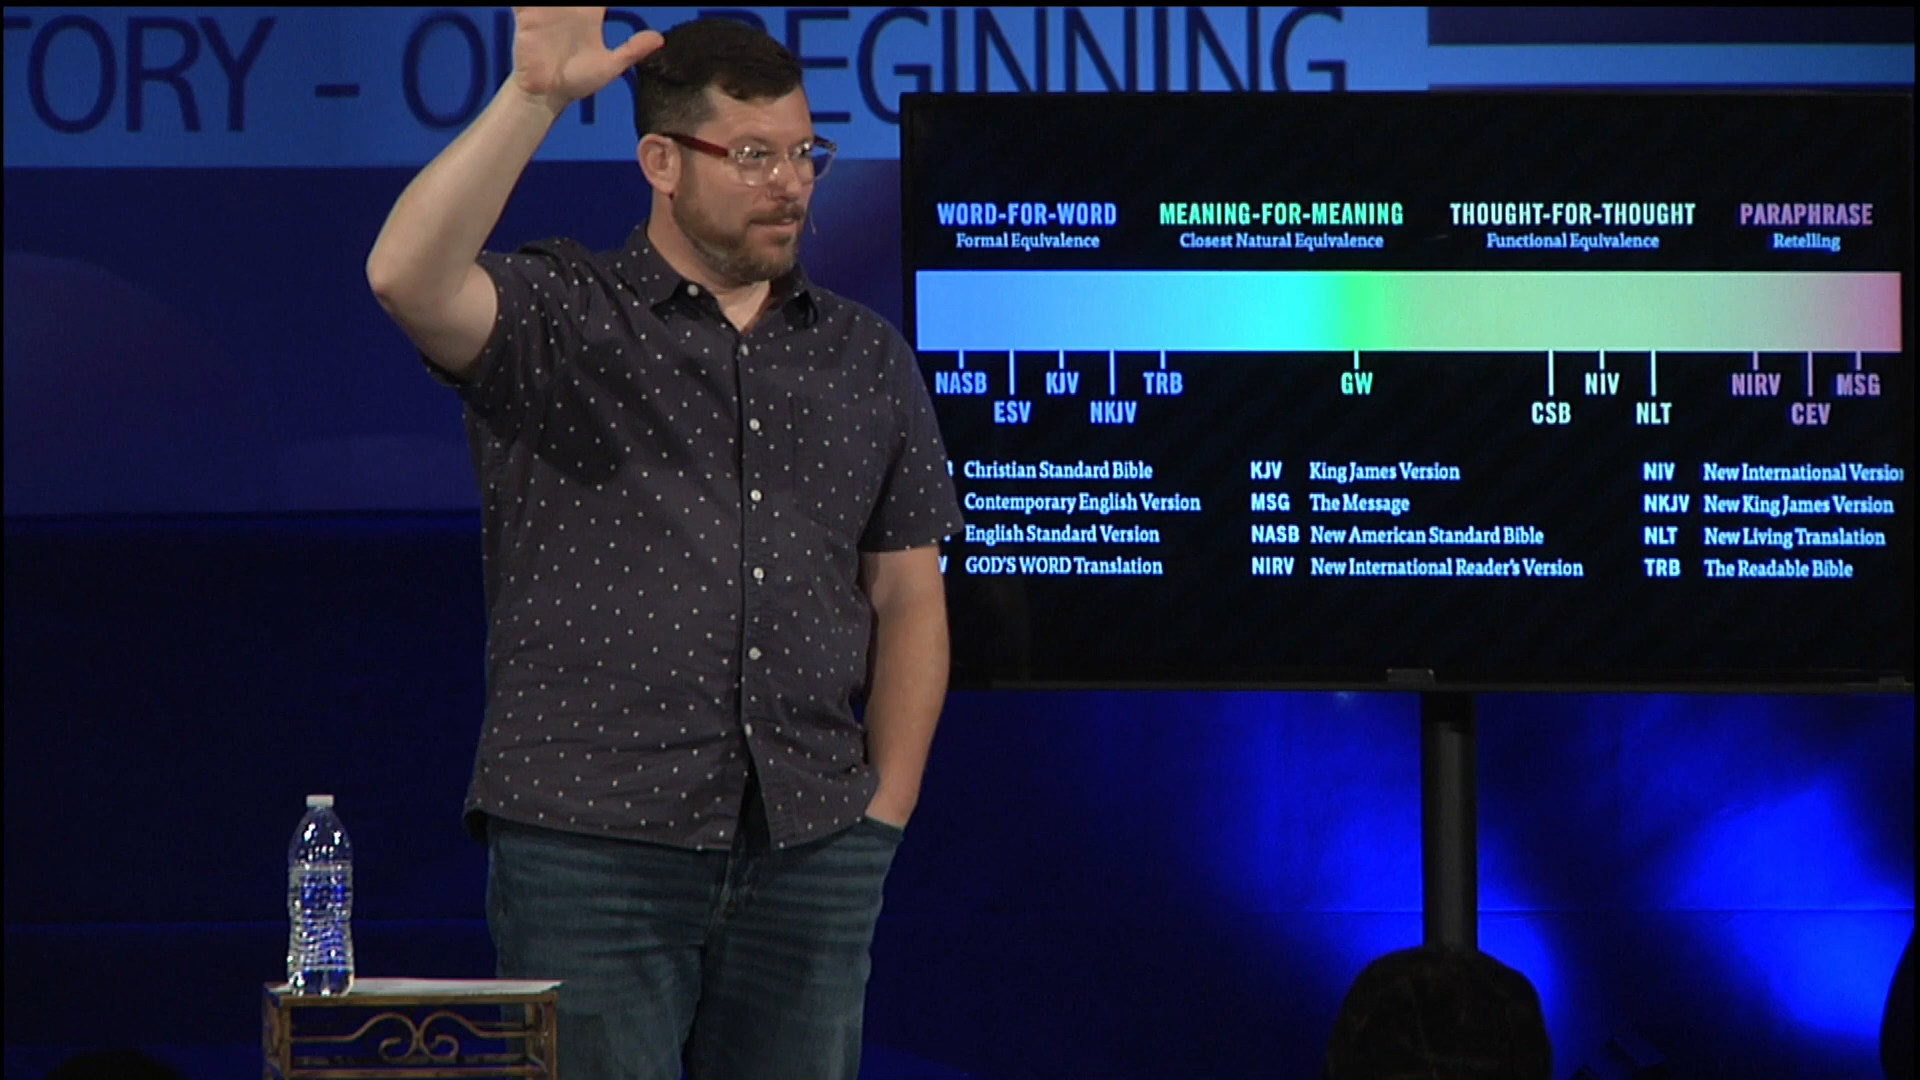 TORY - OUR BEGINNING
WORD-FOR-WORD MEANING-FOR-MEANING THOUGHT-FOR-THOUGHT PARAPHRASE
Formal Equivalence Closest Natural Equivalence Functional Equivalence Retelling
NASB KJV TRB GW NIV NIRV MSG
ESV NKJV CSB NLT CEV
Christian Standard Bible KJV King James Version NIV New International Version
Contemporary English Version MSG The Message NKJV New King James Version
English Standard Version NASB New American Standard Bible NLT New Living Translation
GOD'S WORD Translation NIRV New International Reader's Version TRB The Readable Bible